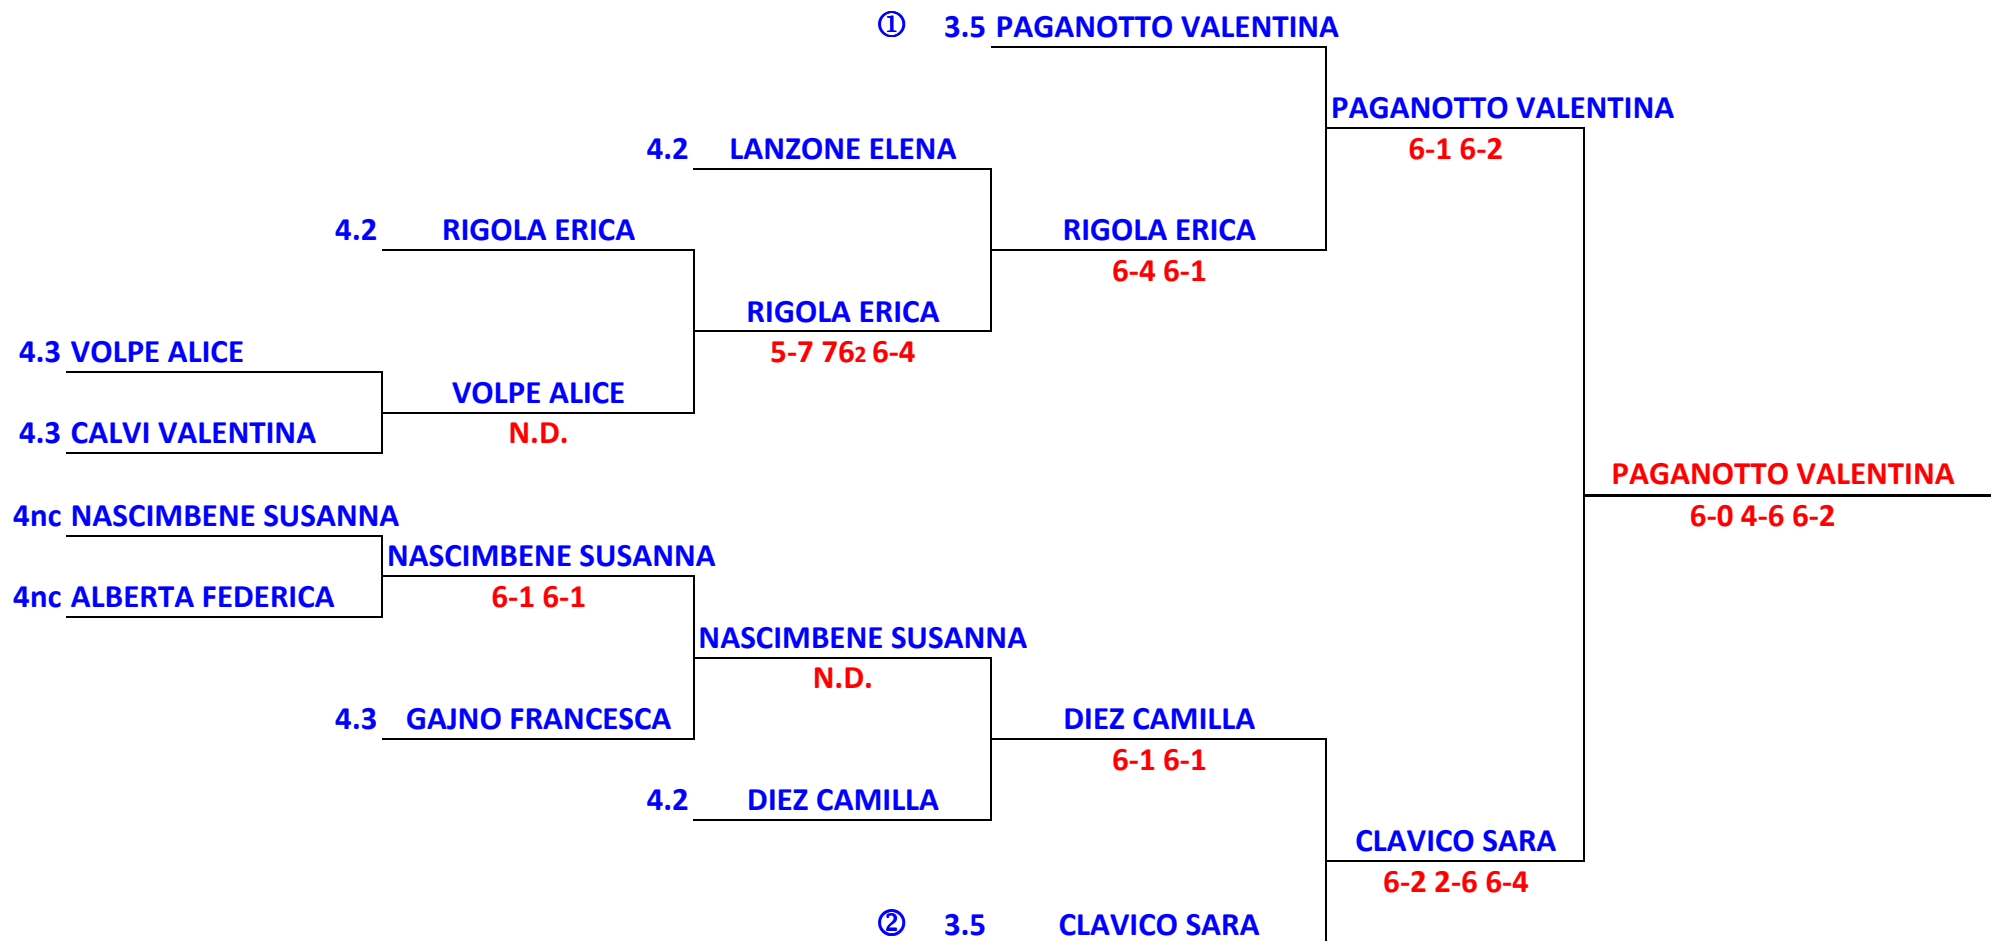 ① 3.5 PAGANOTTO VALENTINA
PAGANOTTO VALENTINA
4.2 LANZONE ELENA
6-1 6-2
4.2 RIGOLA ERICA
RIGOLA ERICA
6-4 6-1
RIGOLA ERICA
4.3 VOLPE ALICE
5-7 762 6-4
VOLPE ALICE
4.3 CALVI VALENTINA
N.D.
PAGANOTTO VALENTINA
4nc NASCIMBENE SUSANNA
6-0 4-6 6-2
NASCIMBENE SUSANNA
4nc ALBERTA FEDERICA
6-1 6-1
NASCIMBENE SUSANNA
N.D.
4.3 GAJNO FRANCESCA
DIEZ CAMILLA
6-1 6-1
4.2 DIEZ CAMILLA
CLAVICO SARA
6-2 2-6 6-4
② 3.5 CLAVICO SARA